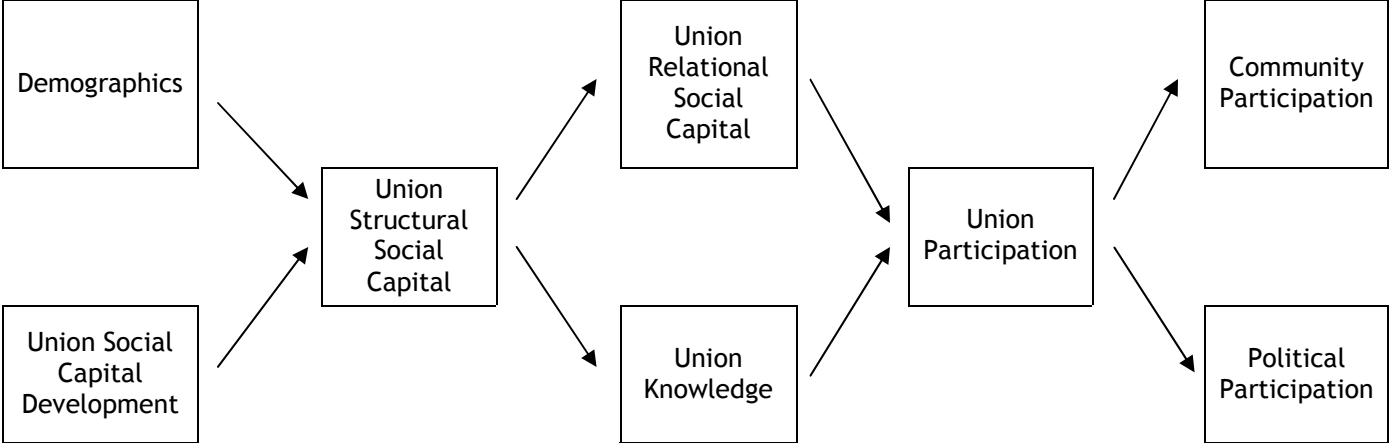 Demographics
Union Social
Capital
Development
Union
Structural
Social
Capital
Union
Relational
Social
Capital
Union
Knowledge
Union
Participation
Community
Participation
Political
Participation